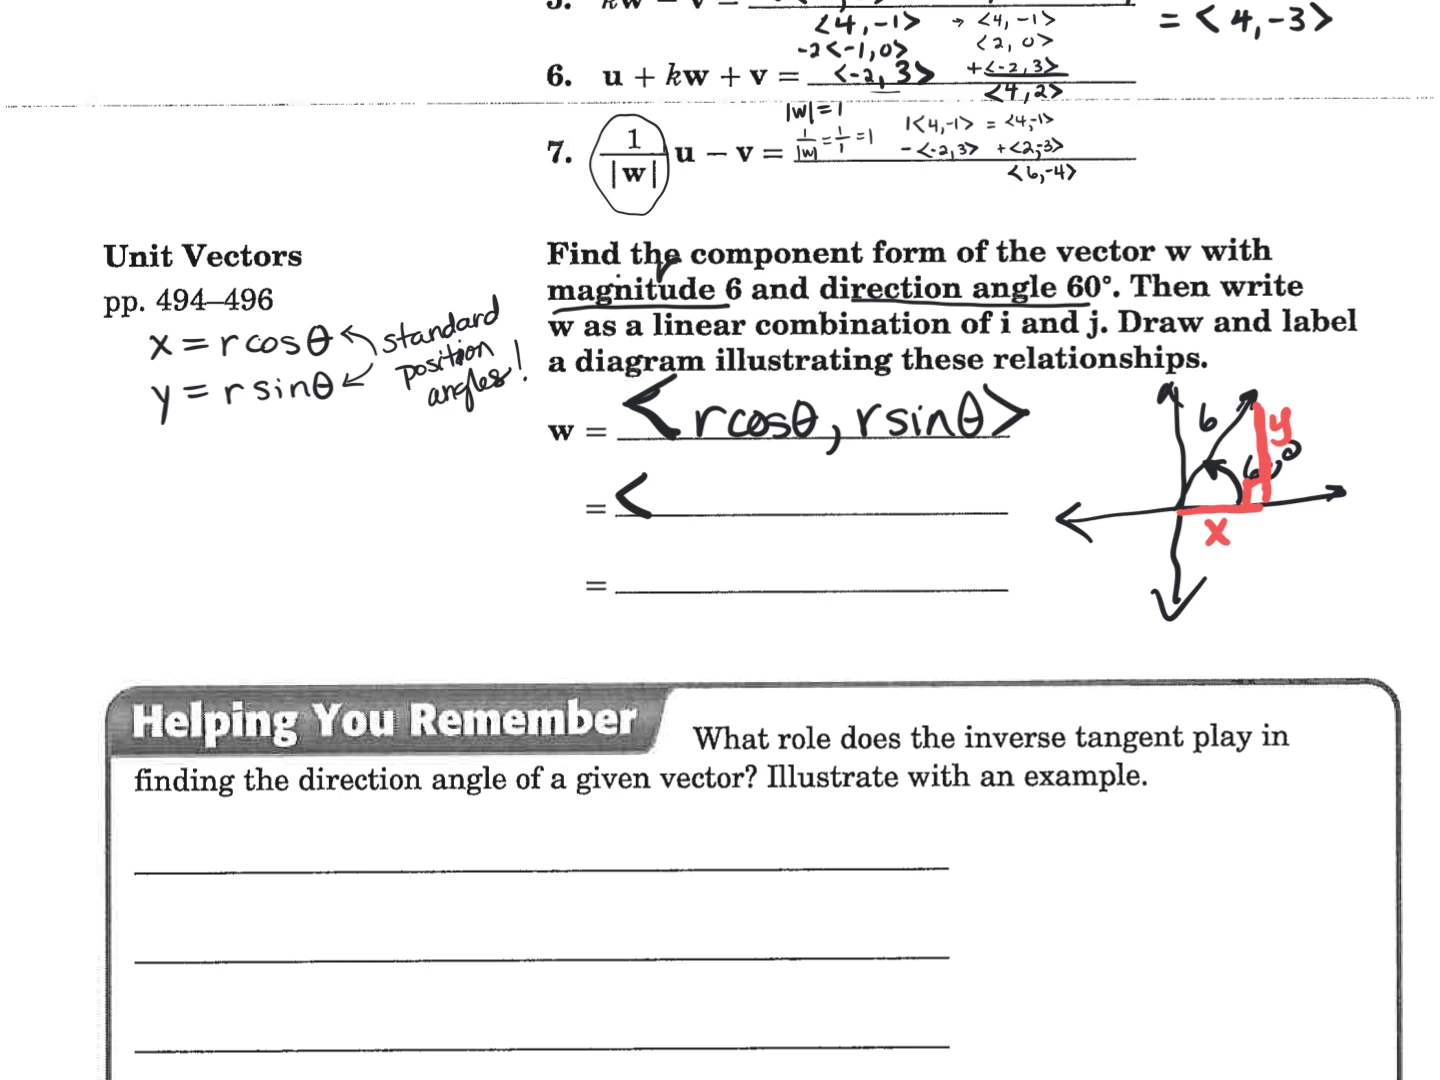 = <4, -3>
<4, -1> → <4, -1>
-2<-1, 0> <2, 0>
6. u + kw + v = <-2, 3> +<-2, 3>
<4, 2>
|w| = 1
1<4, -1> = <4, -1>
7. 1/|w| u − v = 1/|w| = 1/1 = 1 -<-2, 3> +<2, -3>
<6, -4>
Unit Vectors
pp. 494–496
x = r cosθ
y = r sinθ
standard
position
angles!
Find the component form of the vector w with
magnitude 6 and direction angle 60°. Then write
w as a linear combination of i and j. Draw and label
a diagram illustrating these relationships.
w = <r cosθ, r sinθ>
= <
=
6
y
x
Helping You Remember
What role does the inverse tangent play in
finding the direction angle of a given vector? Illustrate with an example.